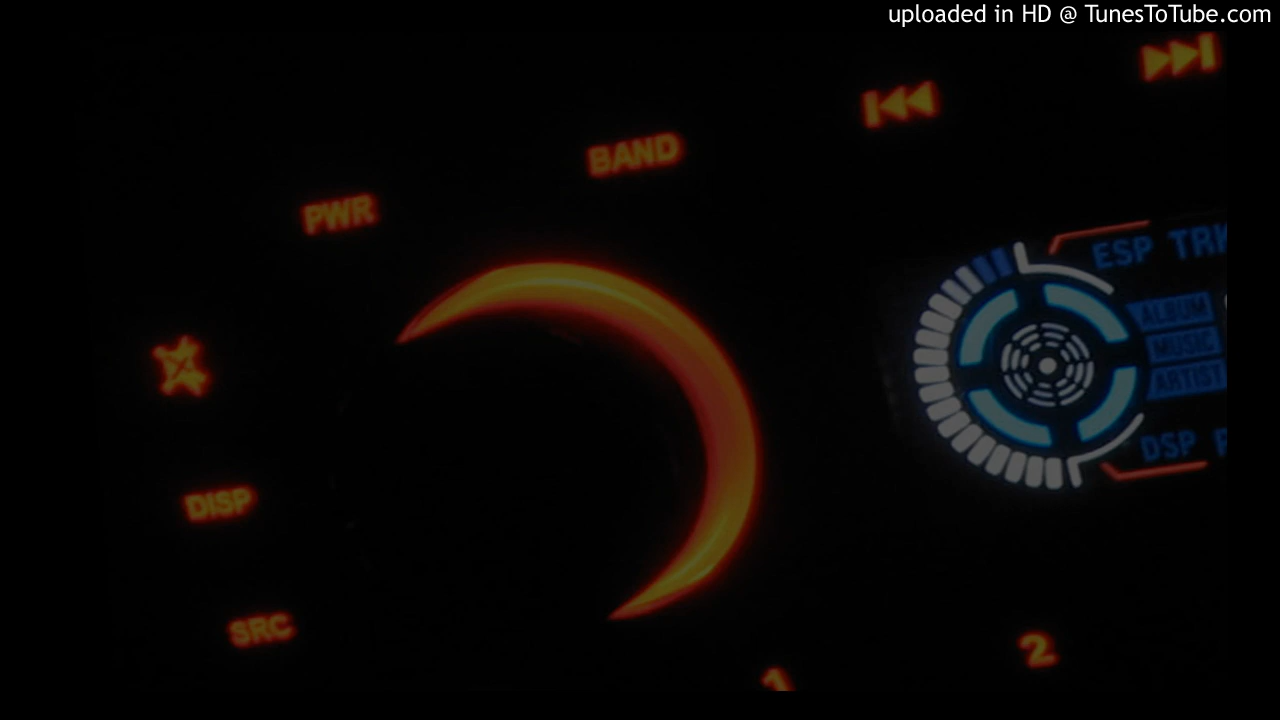 uploaded in HD @ TunesToTube.com
BAND
PWR
ESP TRK
ALBUM
MUSIC
ARTIST
DSP
DISP
SRC
1
2